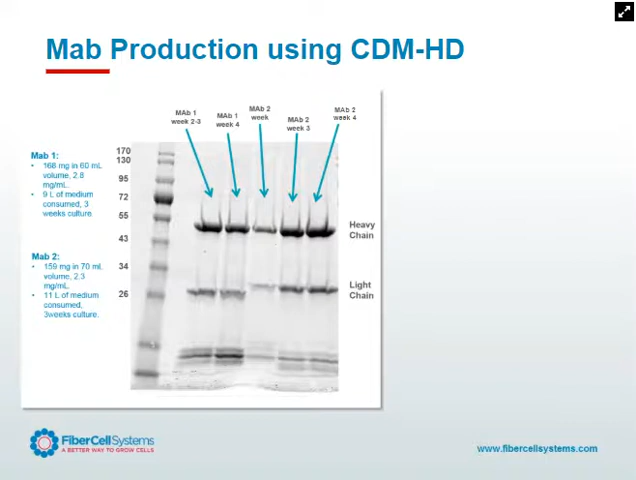 Mab Production using CDM-HD
MAb 1
week 2-3
MAb 1
week 4
MAb 2
week
MAb 2
week 3
MAb 2
week 4
Mab 1:
• 168 mg in 60 mL
volume, 2.8
mg/mL.
• 9 L of medium
consumed, 3
weeks culture.
Mab 2:
• 159 mg in 70 mL
volume, 2.3
mg/mL
• 11 L of medium
consumed,
3weeks culture.
170
130
95
72
55
43
34
26
Heavy
Chain
Light
Chain
FiberCellSystems
A BETTER WAY TO GROW CELLS
www.fibercellsystems.com